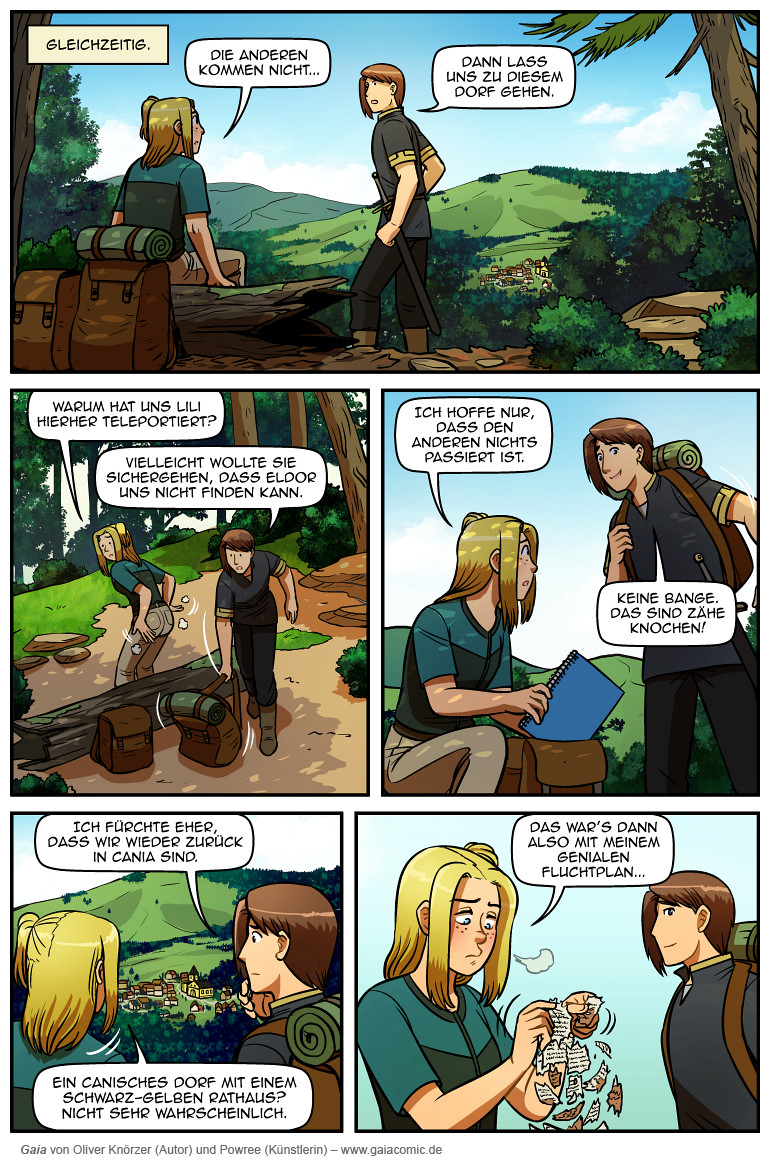 GLEICHZEITIG.
DIE ANDEREN
KOMMEN NICHT...
DANN LASS
UNS ZU DIESEM
DORF GEHEN.
WARUM HAT UNS LILI
HIERHER TELEPORTIERT?
VIELLEICHT WOLLTE SIE
SICHERGEHEN, DASS ELDOR
UNS NICHT FINDEN KANN.
ICH HOFFE NUR,
DASS DEN
ANDEREN NICHTS
PASSIERT IST.
KEINE BANGE.
DAS SIND ZÄHE
KNOCHEN!
ICH FÜRCHTE EHER,
DASS WIR WIEDER ZURÜCK
IN CANIA SIND.
EIN CANISCHES DORF MIT EINEM
SCHWARZ-GELBEN RATHAUS?
NICHT SEHR WAHRSCHEINLICH.
DAS WAR'S DANN
ALSO MIT MEINEM
GENIALEN
FLUCHTPLAN...
Gaia von Oliver Knörzer (Autor) und Powree (Künstlerin) – www.gaiacomic.de